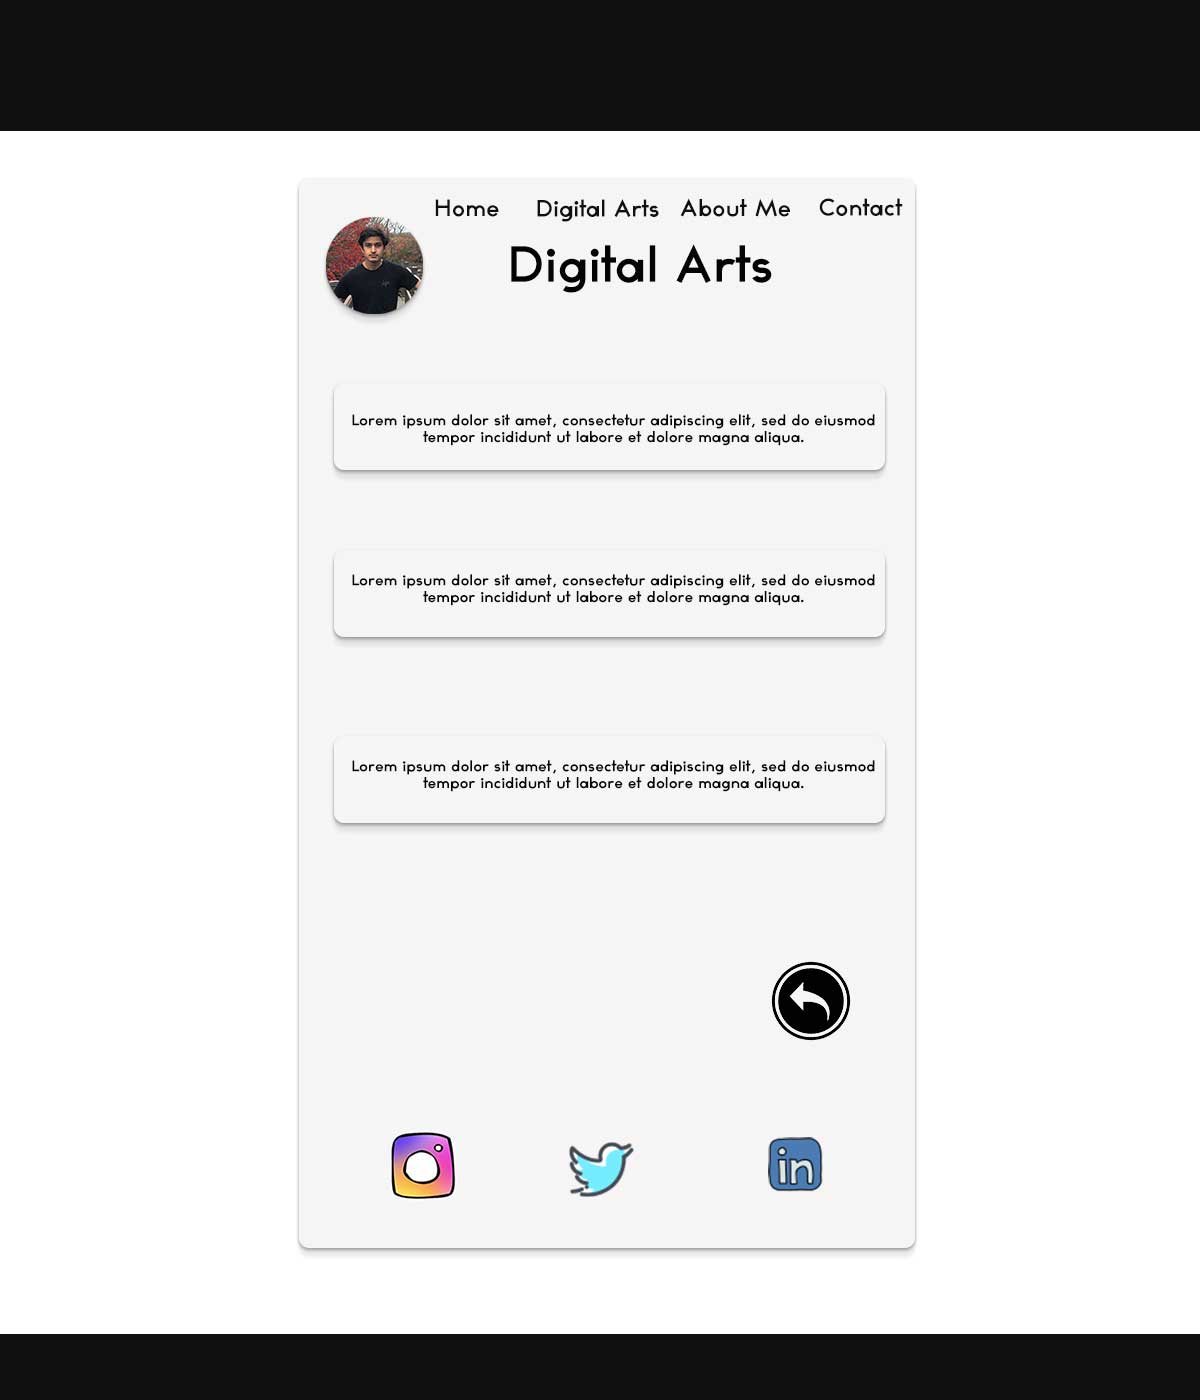 Home Digital Arts About Me Contact
Digital Arts
Lorem ipsum dolor sit amet, consectetur adipiscing elit, sed do eiusmod
tempor incididunt ut labore et dolore magna aliqua.
Lorem ipsum dolor sit amet, consectetur adipiscing elit, sed do eiusmod
tempor incididunt ut labore et dolore magna aliqua.
Lorem ipsum dolor sit amet, consectetur adipiscing elit, sed do eiusmod
tempor incididunt ut labore et dolore magna aliqua.
in